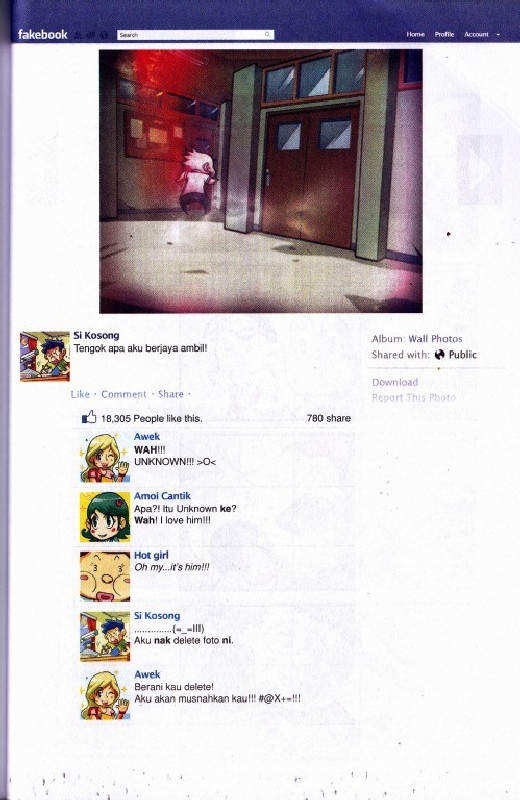 fakebook
Search
Home Profile Account
Si Kosong
Tengok apa aku berjaya ambil!
Album: Wall Photos
Shared with: Public
Download
Report This Photo
Like · Comment · Share ·
18,305 People like this. 780 share
Awek
WAH!!!
UNKNOWN!!! >O<
Amoi Cantik
Apa?! Itu Unknown ke?
Wah! I love him!!!
Hot girl
Oh my...it's him!!!
Si Kosong
...............(=_=||||)
Aku nak delete foto ni.
Awek
Berani kau delete!
Aku akan musnahkan kau!!! #@X+=!!!